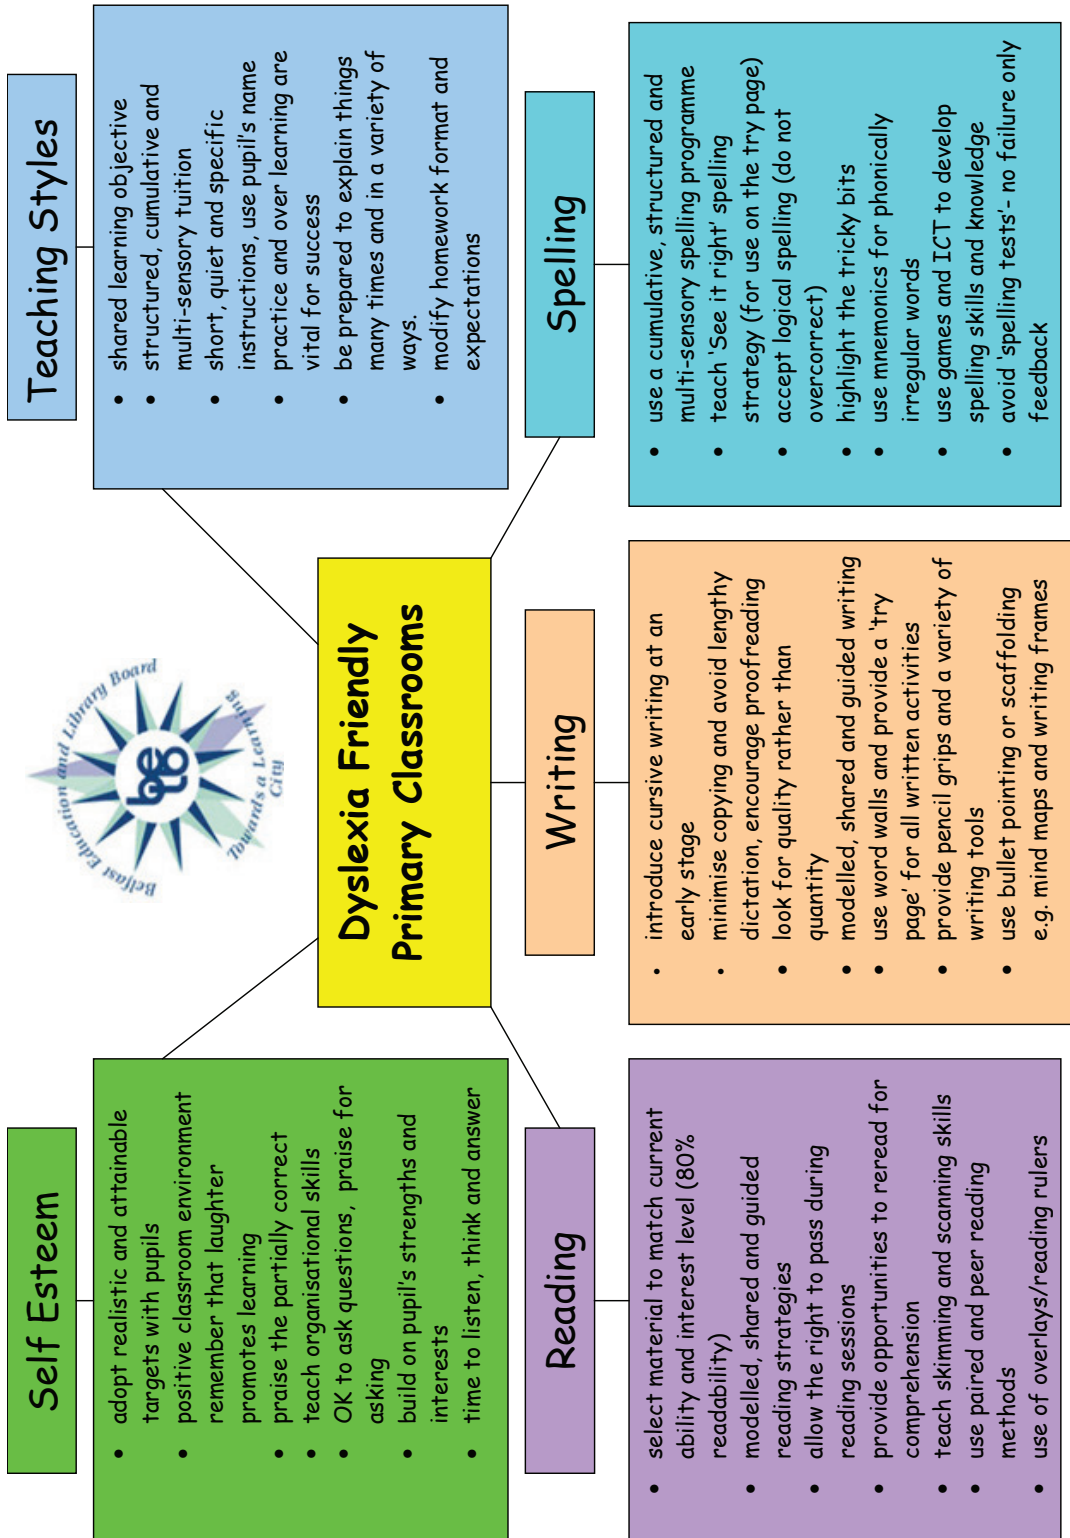 Belfast Education and Library Board
belb
Towards a Learning
City
Dyslexia Friendly
Primary Classrooms
Self Esteem
• adopt realistic and attainable
targets with pupils
• positive classroom environment
remember that laughter
promotes learning
• praise the partially correct
• teach organisational skills
• OK to ask questions, praise for
asking
• build on pupil's strengths and
interests
• time to listen, think and answer
Teaching Styles
• shared learning objective
• structured, cumulative and
multi-sensory tuition
• short, quiet and specific
instructions, use pupil's name
• practice and over learning are
vital for success
• be prepared to explain things
many times and in a variety of
ways.
• modify homework format and
expectations
Reading
• select material to match current
ability and interest level (80%
readability)
• modelled, shared and guided
reading strategies
• allow the right to pass during
reading sessions
• provide opportunities to reread for
comprehension
• teach skimming and scanning skills
• use paired and peer reading
methods
• use of overlays/reading rulers
Writing
• introduce cursive writing at an
early stage
• minimise copying and avoid lengthy
dictation, encourage proofreading
• look for quality rather than
quantity
• modelled, shared and guided writing
• use word walls and provide a 'try
page' for all written activities
• provide pencil grips and a variety of
writing tools
• use bullet pointing or scaffolding
e.g. mind maps and writing frames
Spelling
• use a cumulative, structured and
multi-sensory spelling programme
• teach 'See it right' spelling
strategy (for use on the try page)
• accept logical spelling (do not
overcorrect)
• highlight the tricky bits
• use mnemonics for phonically
irregular words
• use games and ICT to develop
spelling skills and knowledge
• avoid 'spelling tests'- no failure only
feedback